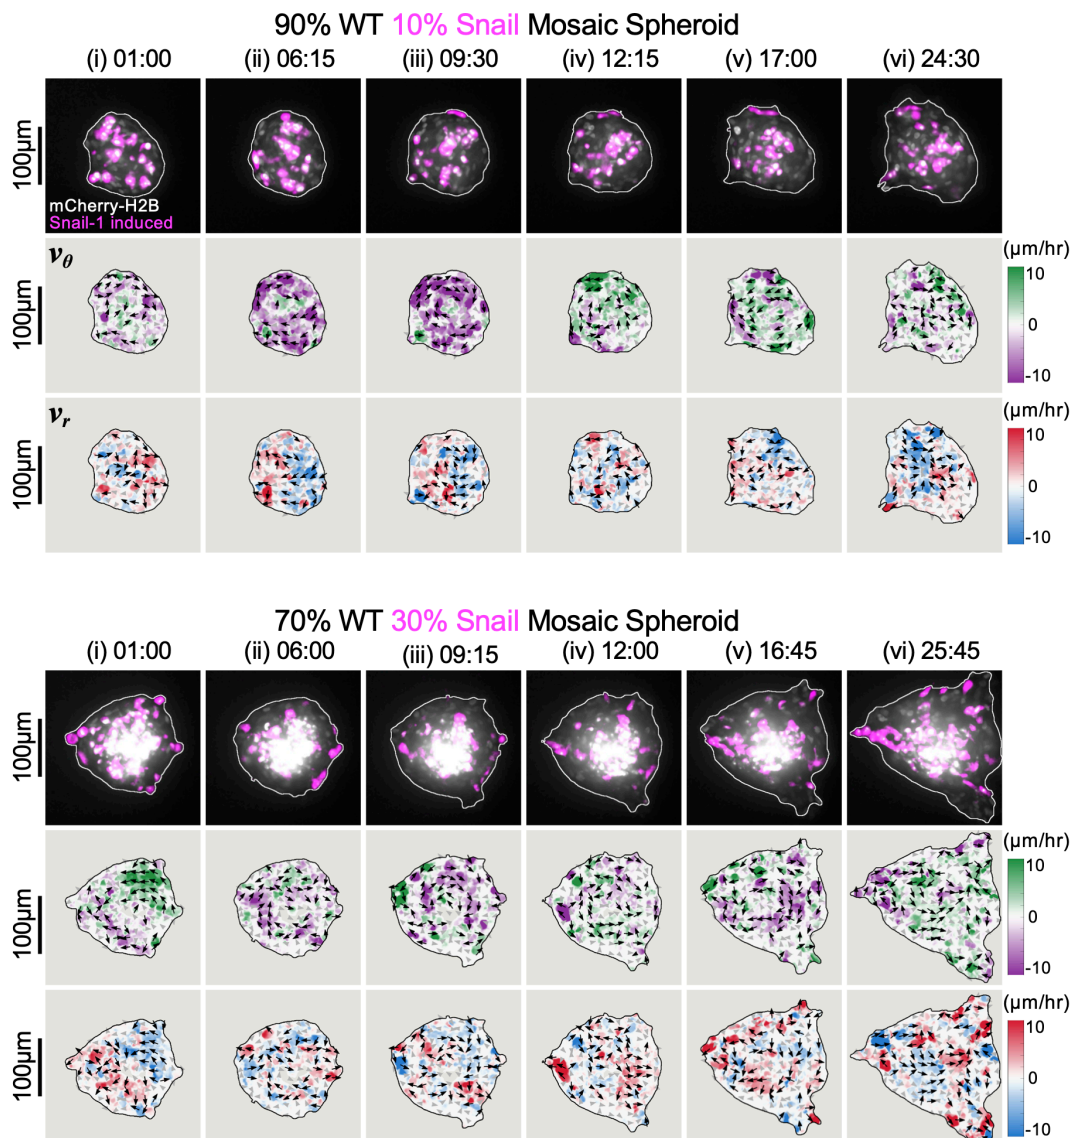 90% WT 10% Snail Mosaic Spheroid
(i) 01:00 (ii) 06:15 (iii) 09:30 (iv) 12:15 (v) 17:00 (vi) 24:30
100μm
mCherry-H2B
Snail-1 induced
vθ
100μm
(μm/hr)
10
0
-10
vr
100μm
(μm/hr)
10
0
-10
70% WT 30% Snail Mosaic Spheroid
(i) 01:00 (ii) 06:00 (iii) 09:15 (iv) 12:00 (v) 16:45 (vi) 25:45
100μm
100μm
(μm/hr)
10
0
-10
100μm
(μm/hr)
10
0
-10